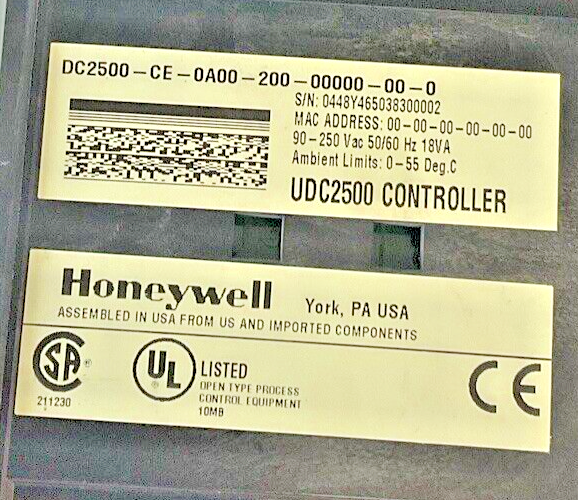 DC2500-CE-0A00-200-00000-00-0
S/N: 0448Y465038300002
MAC ADDRESS: 00-00-00-00-00-00
90-250 Vac 50/60 Hz 18VA
Ambient Limits: 0-55 Deg.C
UDC2500 CONTROLLER
Honeywell York, PA USA
ASSEMBLED IN USA FROM US AND IMPORTED COMPONENTS
CSA ®
211230
UL ®
LISTED
OPEN TYPE PROCESS
CONTROL EQUIPMENT
10MB
CE